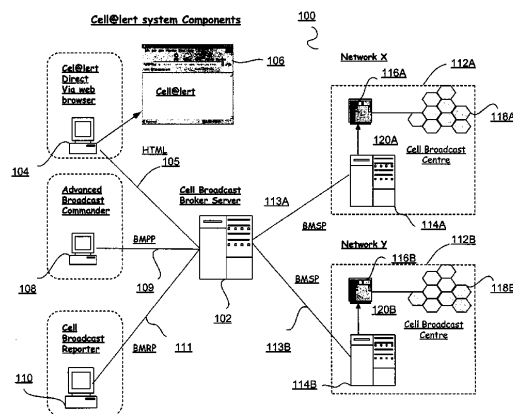 Cell@lert system Components
100
Cel@lert
Direct
Via web
browser
104
106
Cell@lert
HTML
105
Advanced
Broadcast
Commander
108
BMPP
109
Cell
Broadcast
Reporter
110
BMRP
111
Cell Broadcast
Broker Server
102
113A
BMSP
BMSP
113B
Network X
112A
116A
118A
120A
Cell Broadcast
Centre
114A
Network Y
112B
116B
118B
120B
Cell Broadcast
Centre
114B